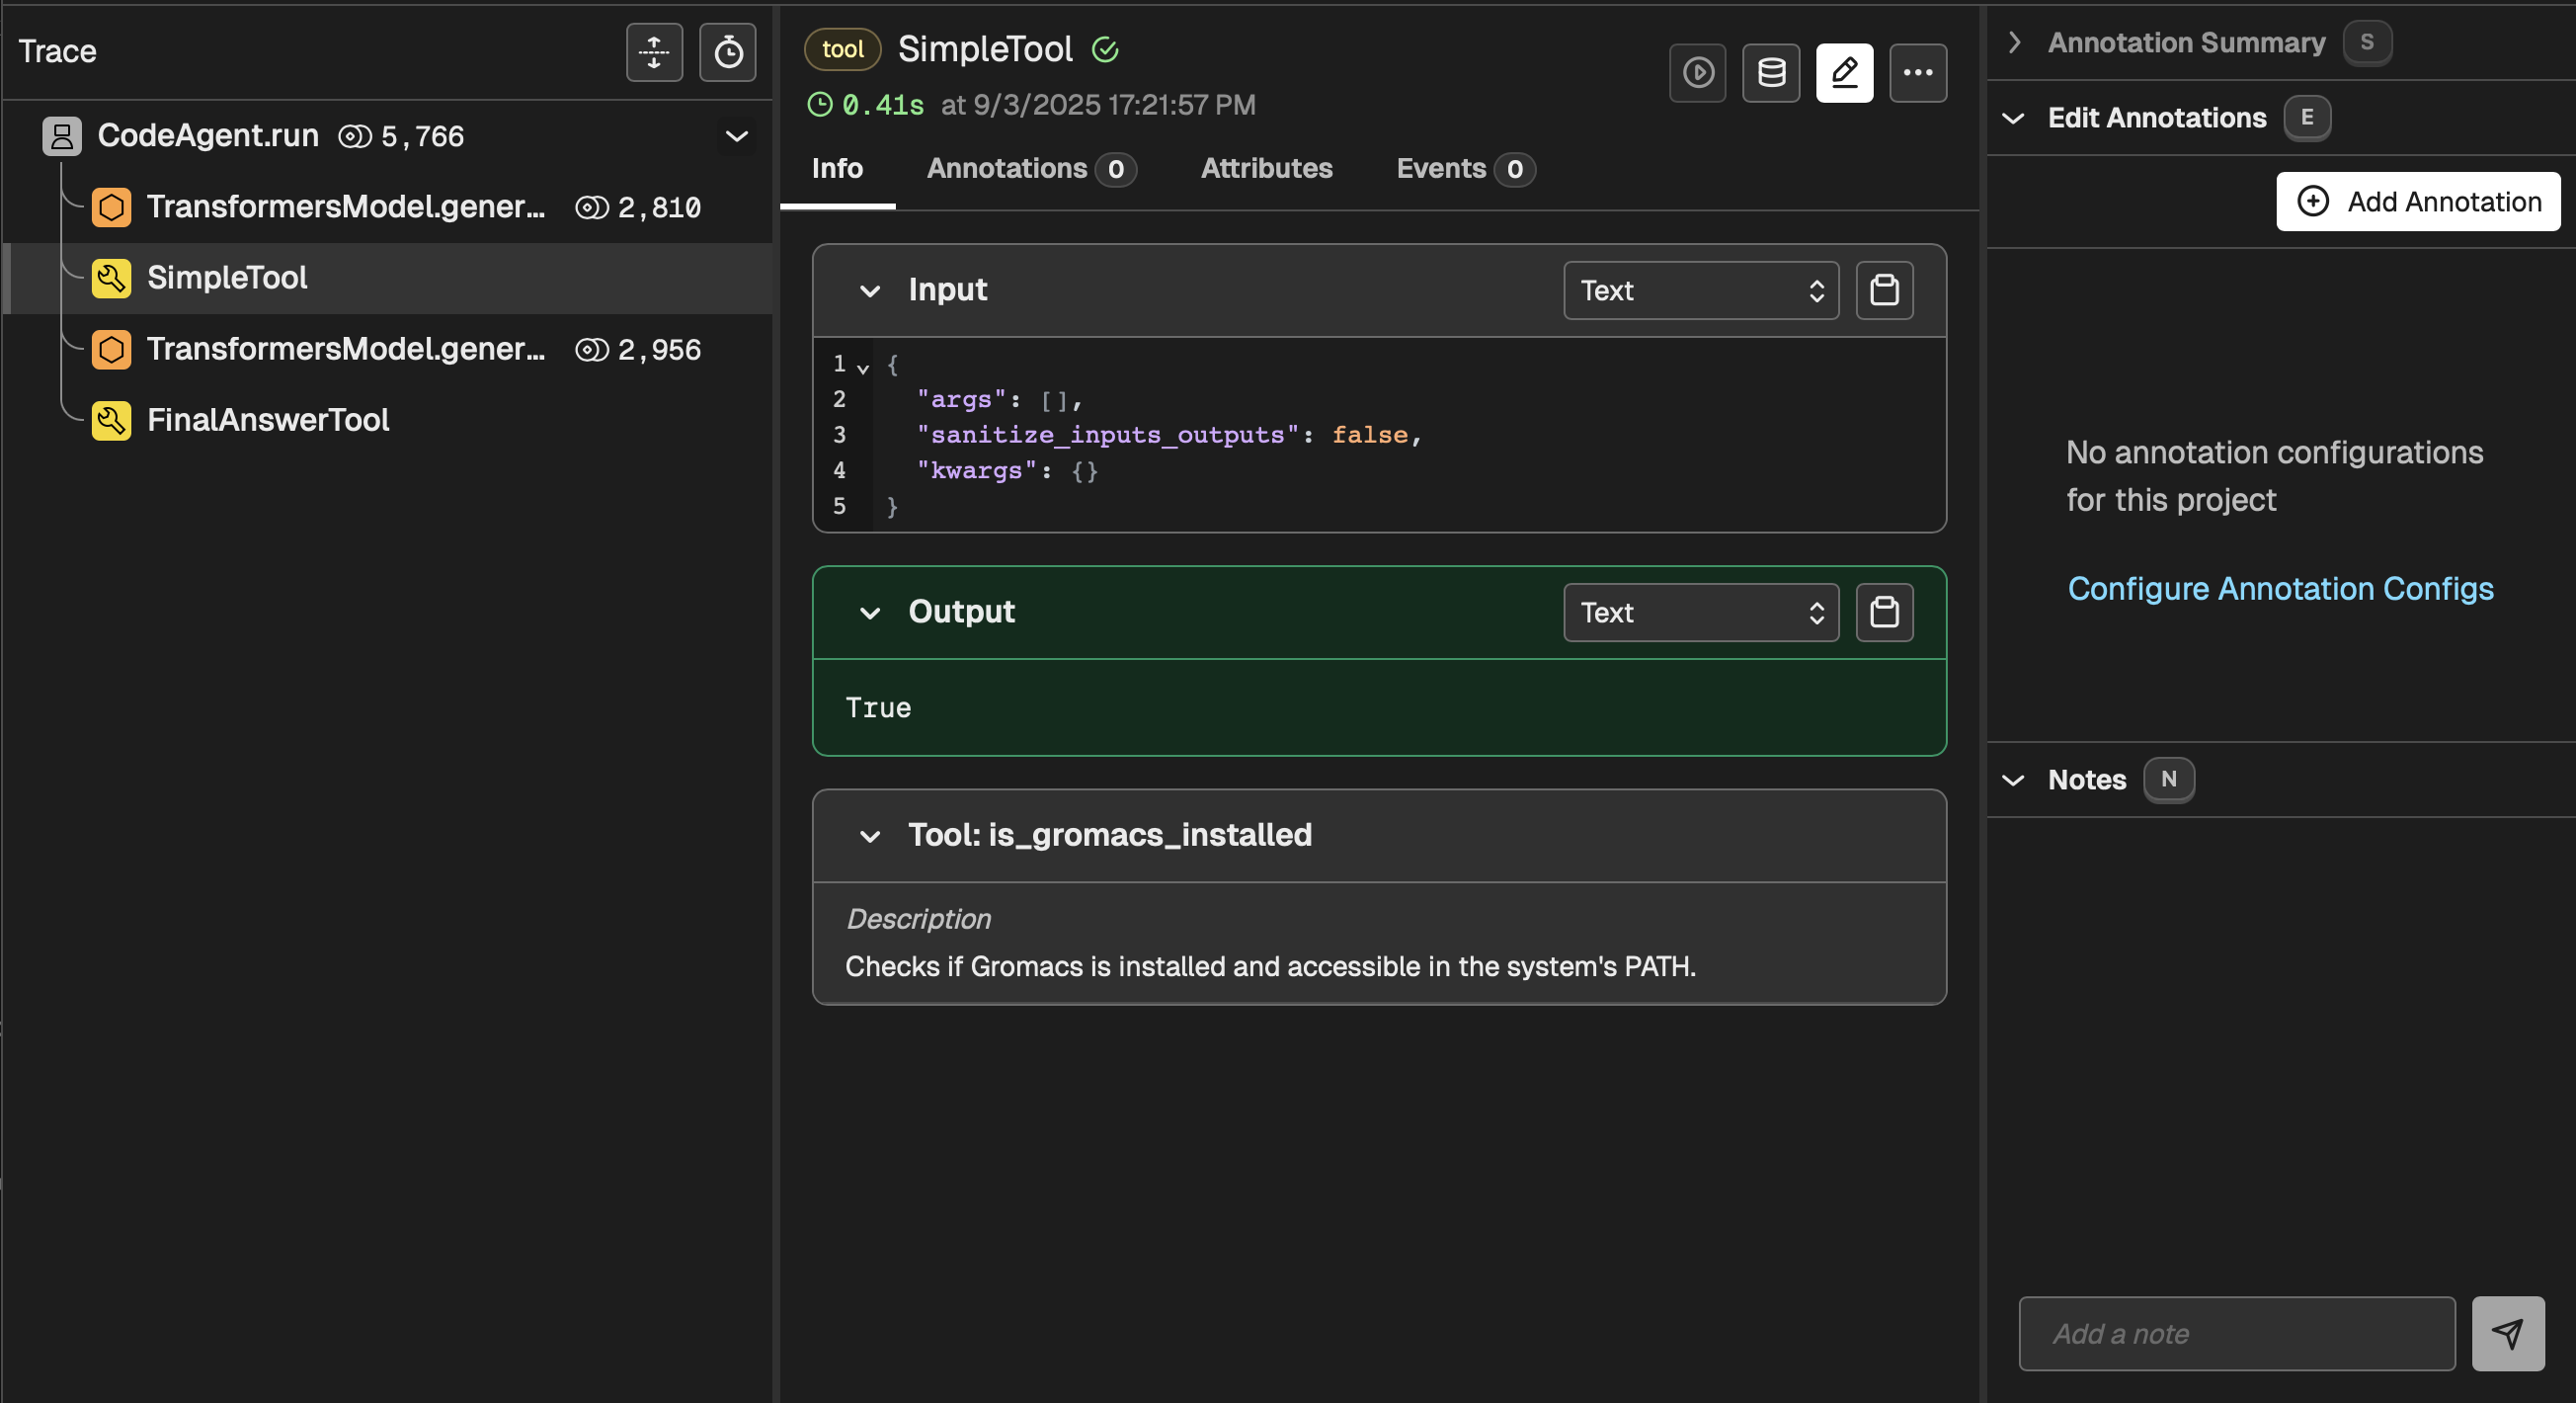 Trace
CodeAgent.run 5,766
TransformersModel.gener... 2,810
SimpleTool
TransformersModel.gener... 2,956
FinalAnswerTool
tool SimpleTool
0.41s at 9/3/2025 17:21:57 PM
Info Annotations 0 Attributes Events 0
Input Text
1 {
2 "args": [],
3 "sanitize_inputs_outputs": false,
4 "kwargs": {}
5 }
Output Text
True
Tool: is_gromacs_installed
Description
Checks if Gromacs is installed and accessible in the system's PATH.
Annotation Summary S
Edit Annotations E
Add Annotation
No annotation configurations
for this project
Configure Annotation Configs
Notes N
Add a note